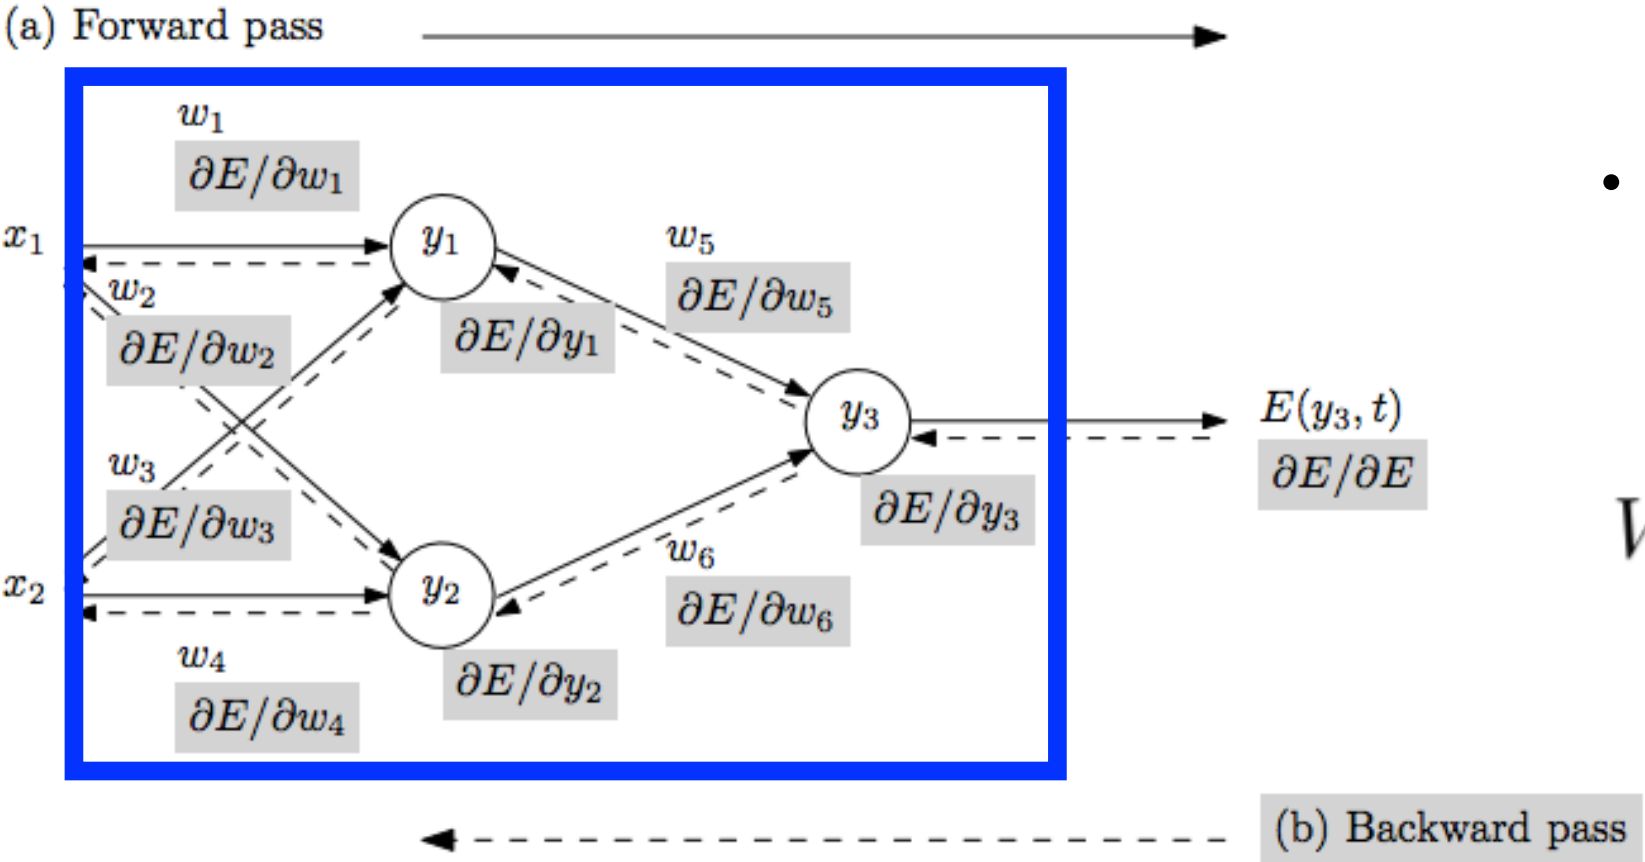 (a) Forward pass
w₁
∂E/∂w₁
x₁
y₁
w₅
w₂
∂E/∂w₅
∂E/∂y₁
∂E/∂w₂
y₃
E(y₃, t)
w₃
∂E/∂E
∂E/∂w₃
∂E/∂y₃
w₆
x₂
y₂
∂E/∂w₆
w₄
∂E/∂y₂
∂E/∂w₄
(b) Backward pass